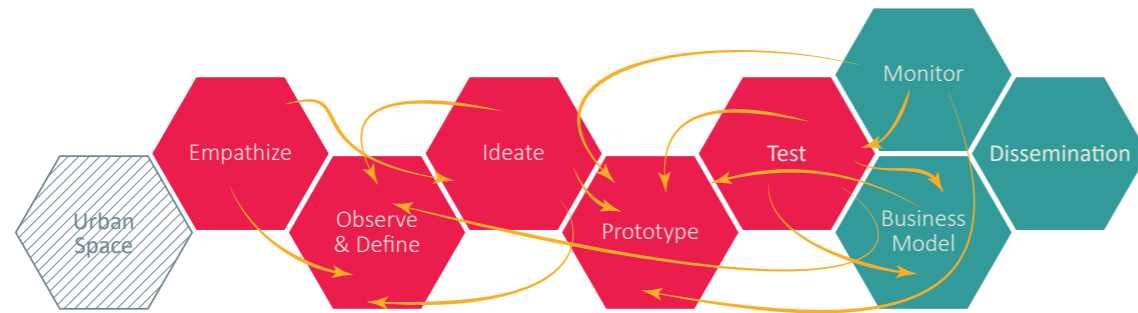 Urban
Space
Empathize
Observe
& Define
Ideate
Prototype
Test
Monitor
Business
Model
Dissemination